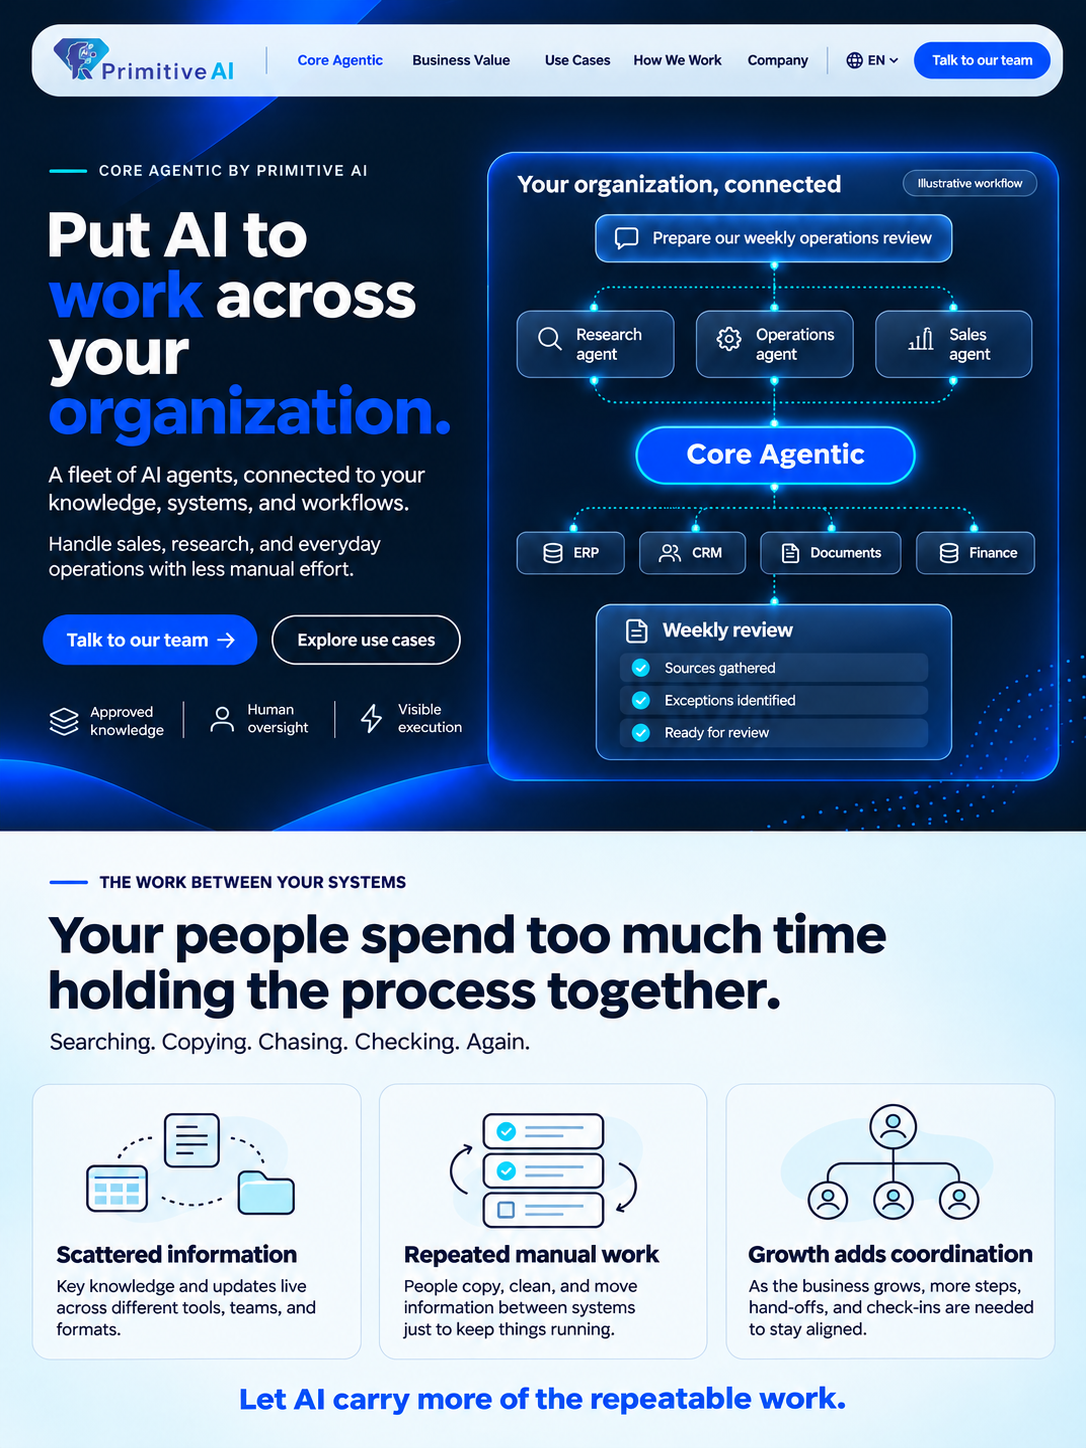 Primitive AI
Core Agentic
Business Value
Use Cases
How We Work
Company
EN
Talk to our team
CORE AGENTIC BY PRIMITIVE AI
Put AI to
work across
your
organization.
A fleet of AI agents, connected to your
knowledge, systems, and workflows.
Handle sales, research, and everyday
operations with less manual effort.
Talk to our team →
Explore use cases
Approved
knowledge
Human
oversight
Visible
execution
Your organization, connected
Illustrative workflow
Prepare our weekly operations review
Research
agent
Operations
agent
Sales
agent
Core Agentic
ERP
CRM
Documents
Finance
Weekly review
Sources gathered
Exceptions identified
Ready for review
THE WORK BETWEEN YOUR SYSTEMS
Your people spend too much time
holding the process together.
Searching. Copying. Chasing. Checking. Again.
Scattered information
Key knowledge and updates live
across different tools, teams, and
formats.
Repeated manual work
People copy, clean, and move
information between systems
just to keep things running.
Growth adds coordination
As the business grows, more steps,
hand-offs, and check-ins are needed
to stay aligned.
Let AI carry more of the repeatable work.